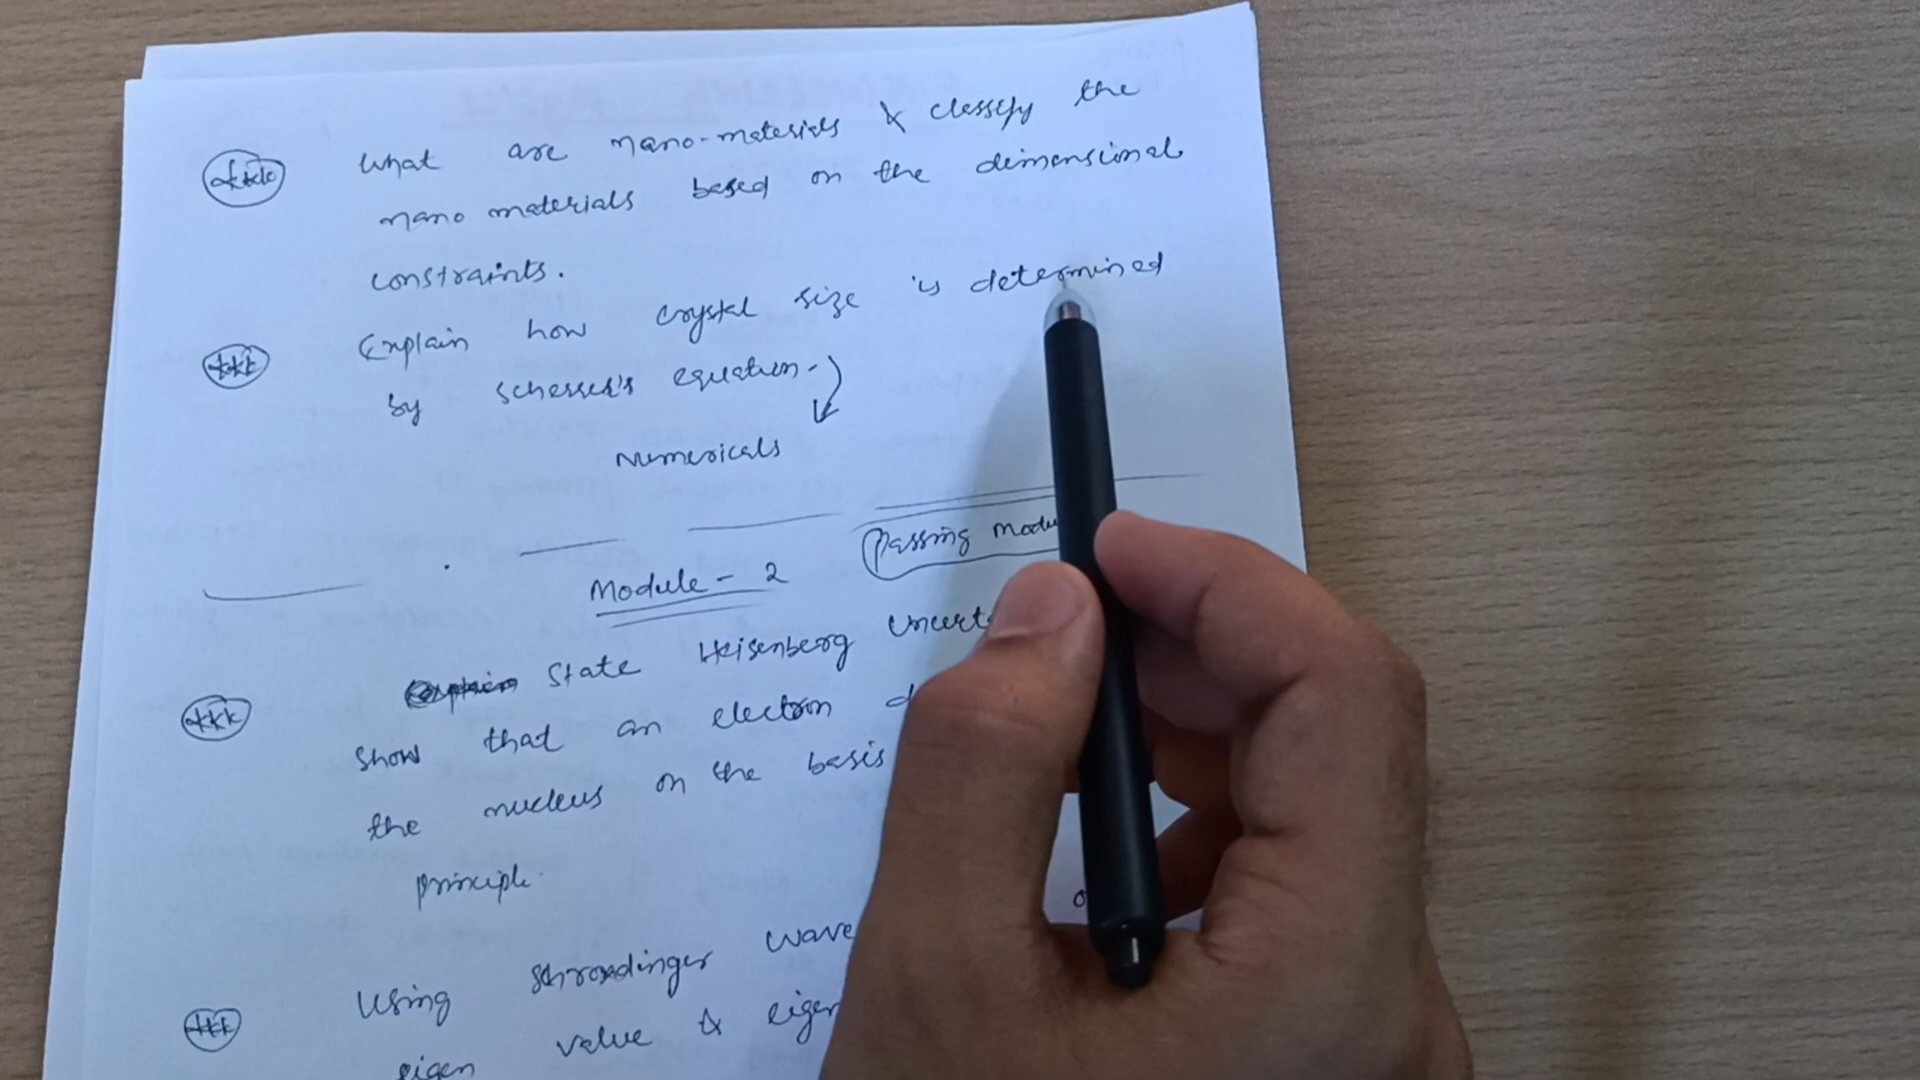 What are nano-materials & classify the
nano materials based on the dimensional
constraints.
Explain how crystal size is determined
by scherrer's equation -
Numericals
Passing Modu
Module - 2
State Heisenberg Uncert
show that an electron d
the nucleus on the basis
principle.
Using schrondinger wave
eigen value & eigen